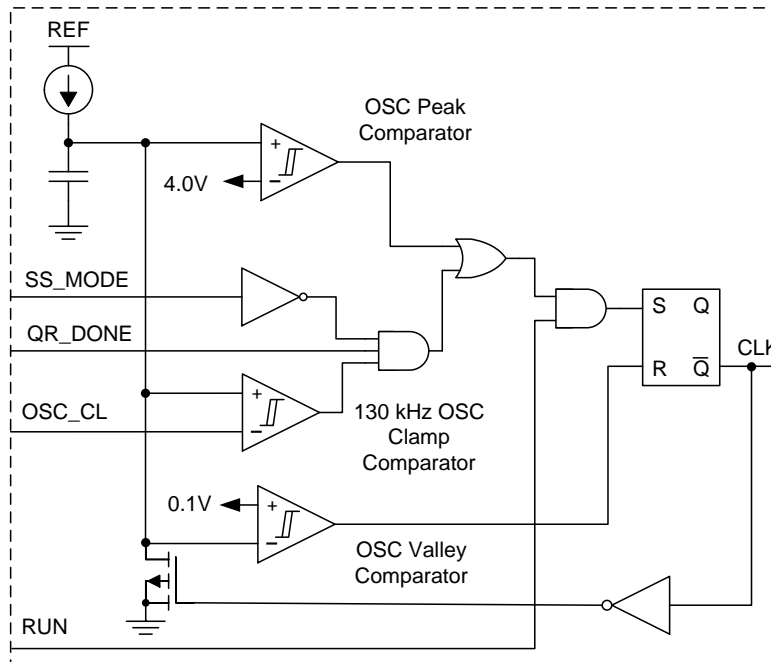 REF
OSC Peak
Comparator
+
−
4.0V
SS_MODE
QR_DONE
S Q
R Q̅
CLK
OSC_CL
+
−
130 kHz OSC
Clamp
Comparator
0.1V
+
−
OSC Valley
Comparator
RUN